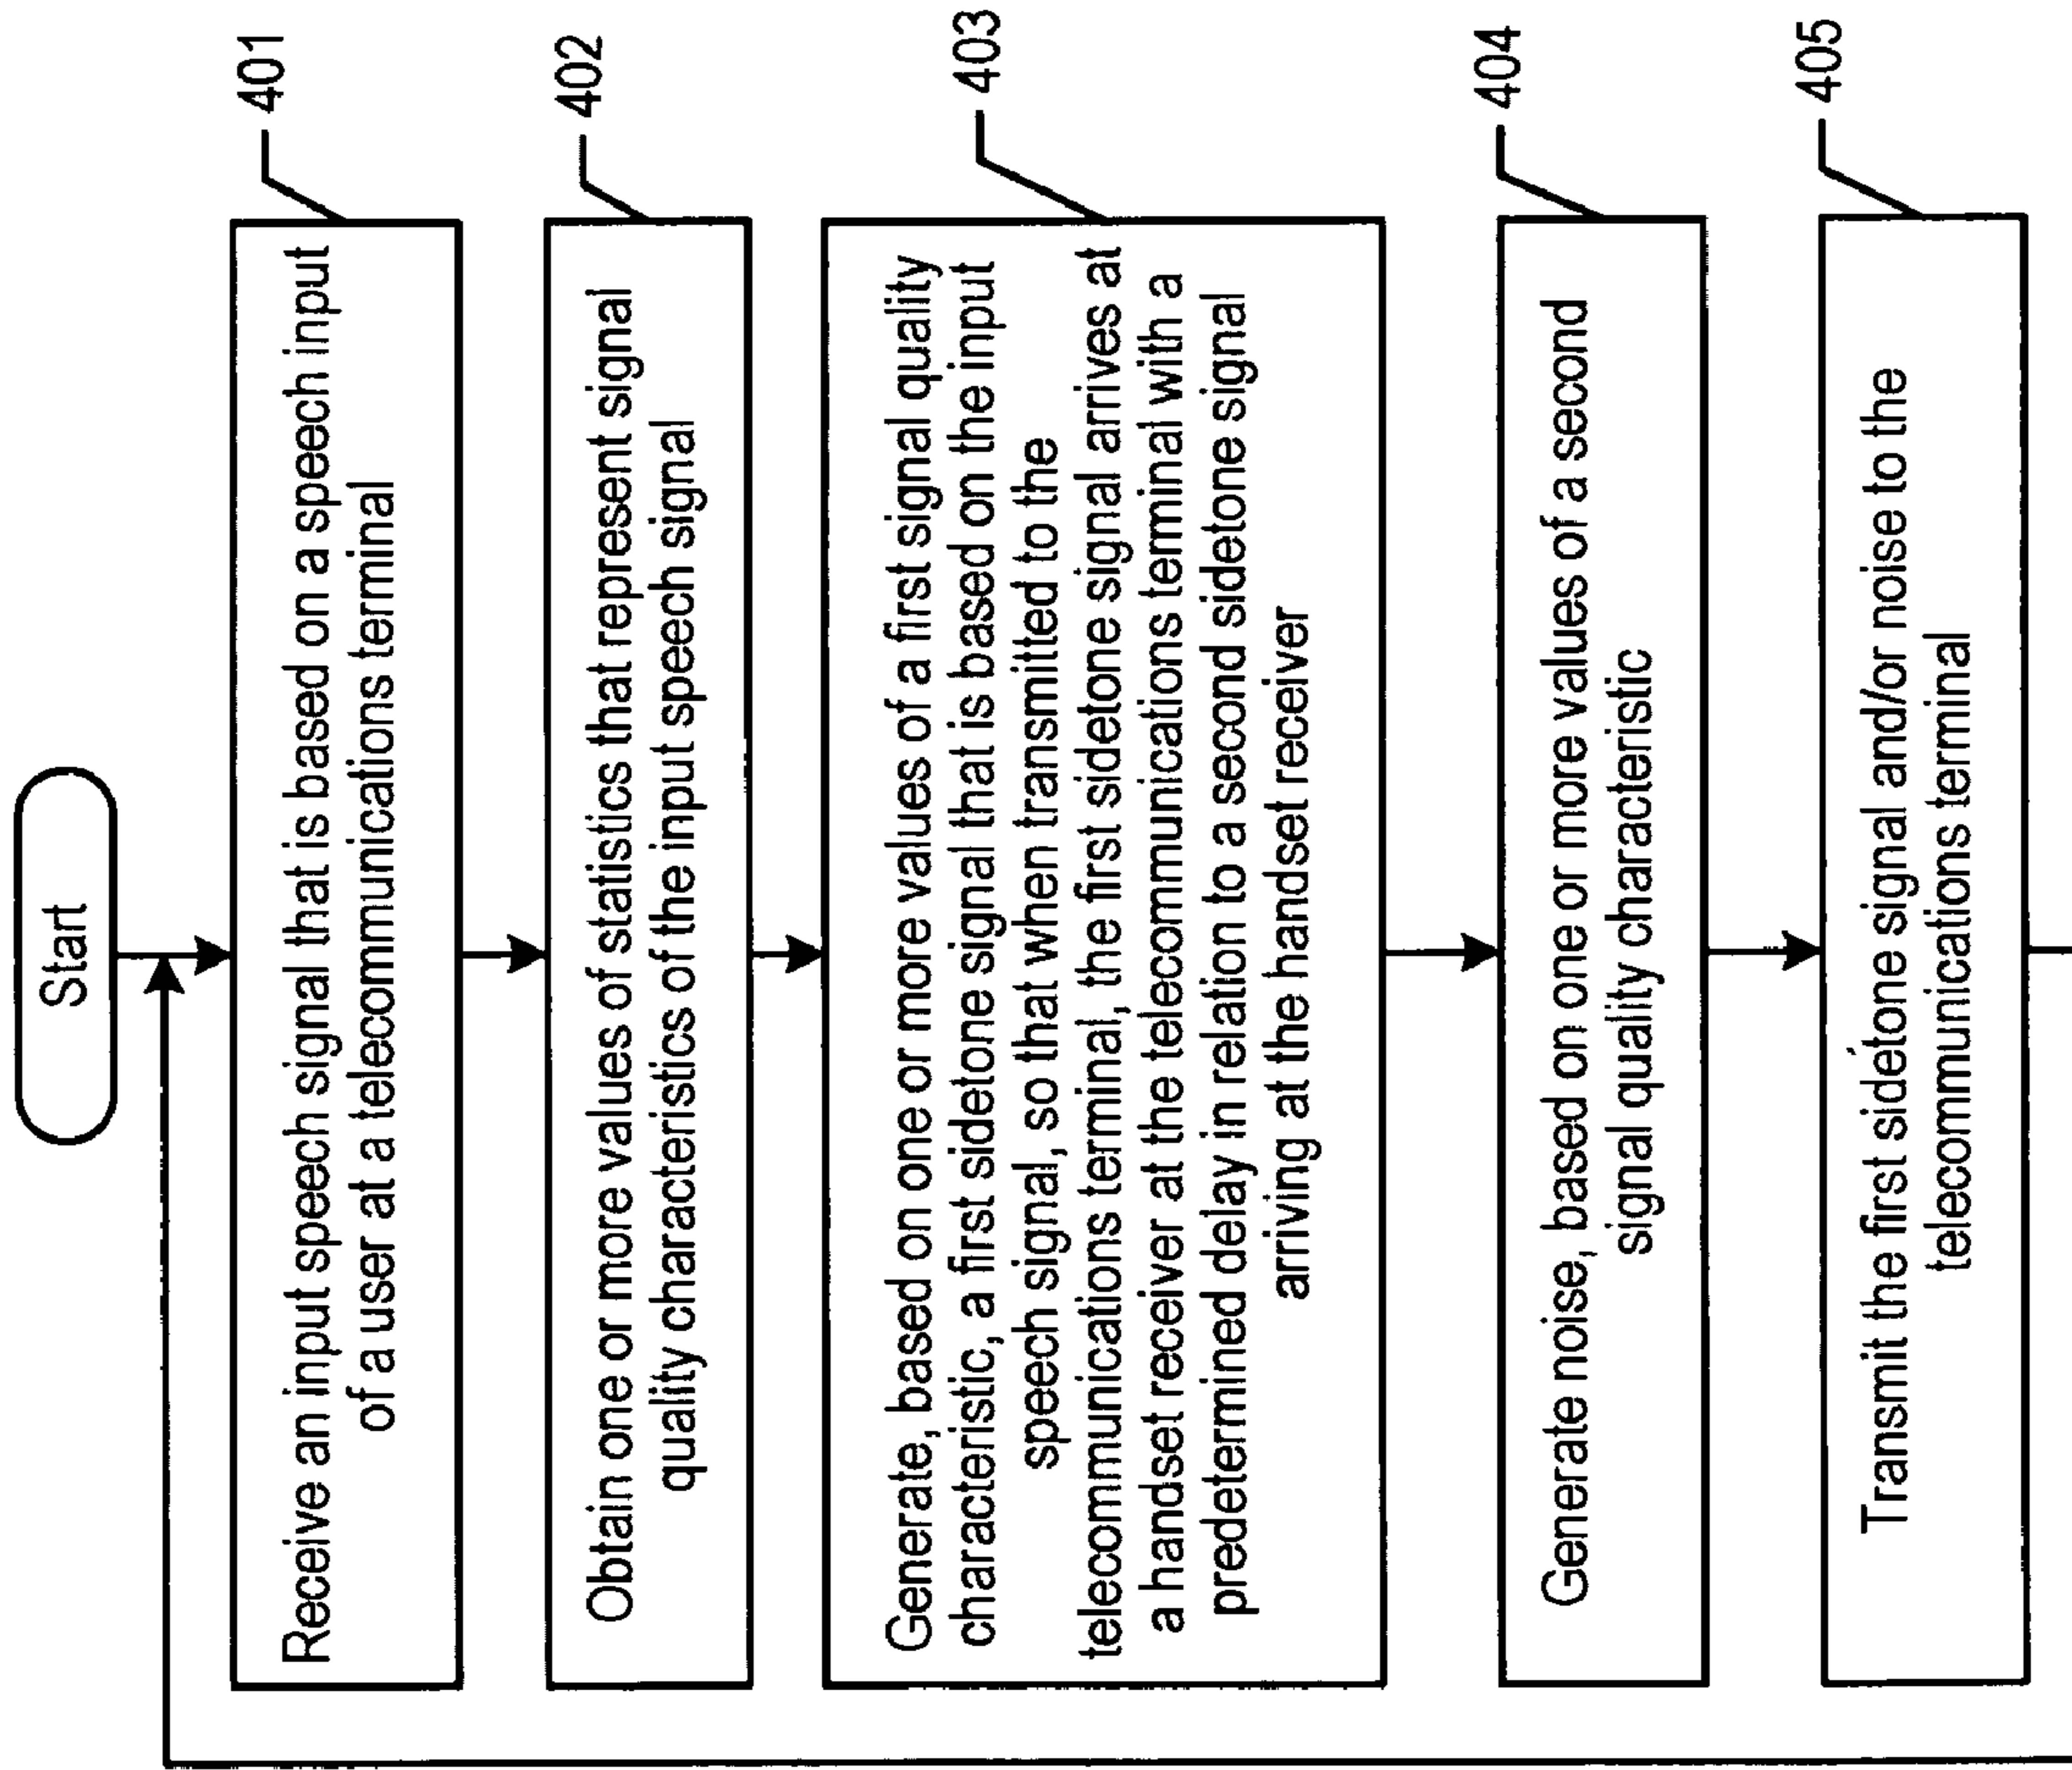 Start
401
Receive an input speech signal that is based on a speech input
of a user at a telecommunications terminal
402
Obtain one or more values of statistics that represent signal
quality characteristics of the input speech signal
403
Generate, based on one or more values of a first signal quality
characteristic, a first sidetone signal that is based on the input
speech signal, so that when transmitted to the
telecommunications terminal, the first sidetone signal arrives at
a handset receiver at the telecommunications terminal with a
predetermined delay in relation to a second sidetone signal
arriving at the handset receiver
404
Generate noise, based on one or more values of a second
signal quality characteristic
405
Transmit the first sidetone signal and/or noise to the
telecommunications terminal